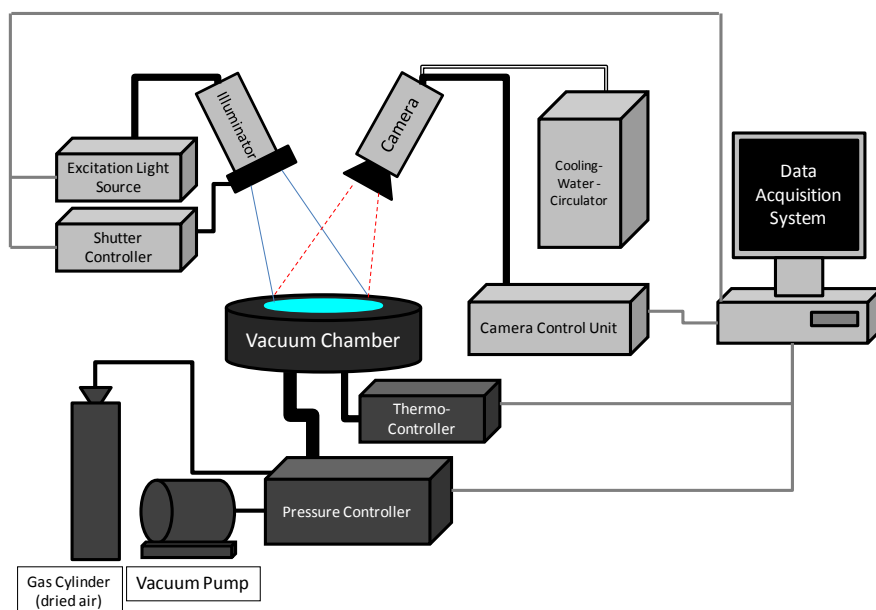 Illuminator
Camera
Excitation Light
Source
Shutter
Controller
Cooling-
Water-
Circulator
Data
Acquisition
System
Vacuum Chamber
Camera Control Unit
Thermo-
Controller
Pressure Controller
Gas Cylinder
(dried air)
Vacuum Pump